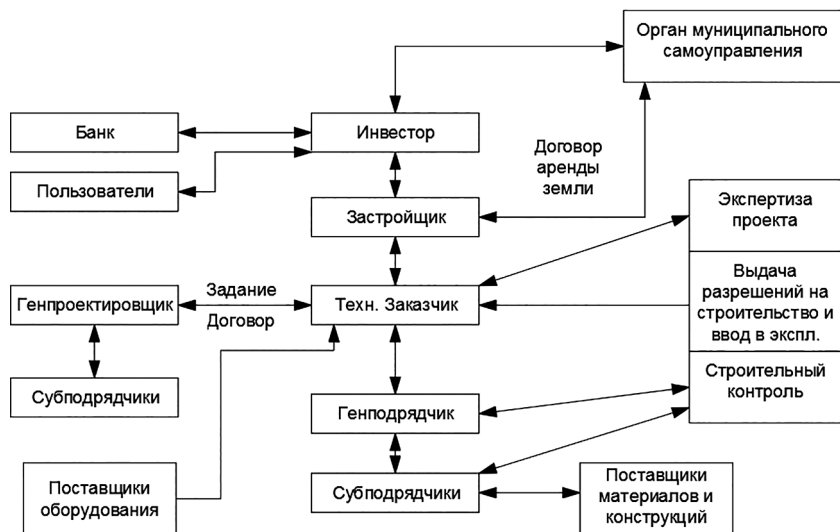 Орган муниципального
самоуправления
Банк
Инвестор
Договор
аренды
земли
Пользователи
Экспертиза
проекта
Застройщик
Выдача
разрешений на
строительство и
ввод в экспл.
Генпроектировщик
Задание
Договор
Техн. Заказчик
Строительный
контроль
Субподрядчики
Генподрядчик
Поставщики
оборудования
Субподрядчики
Поставщики
материалов и
конструкций